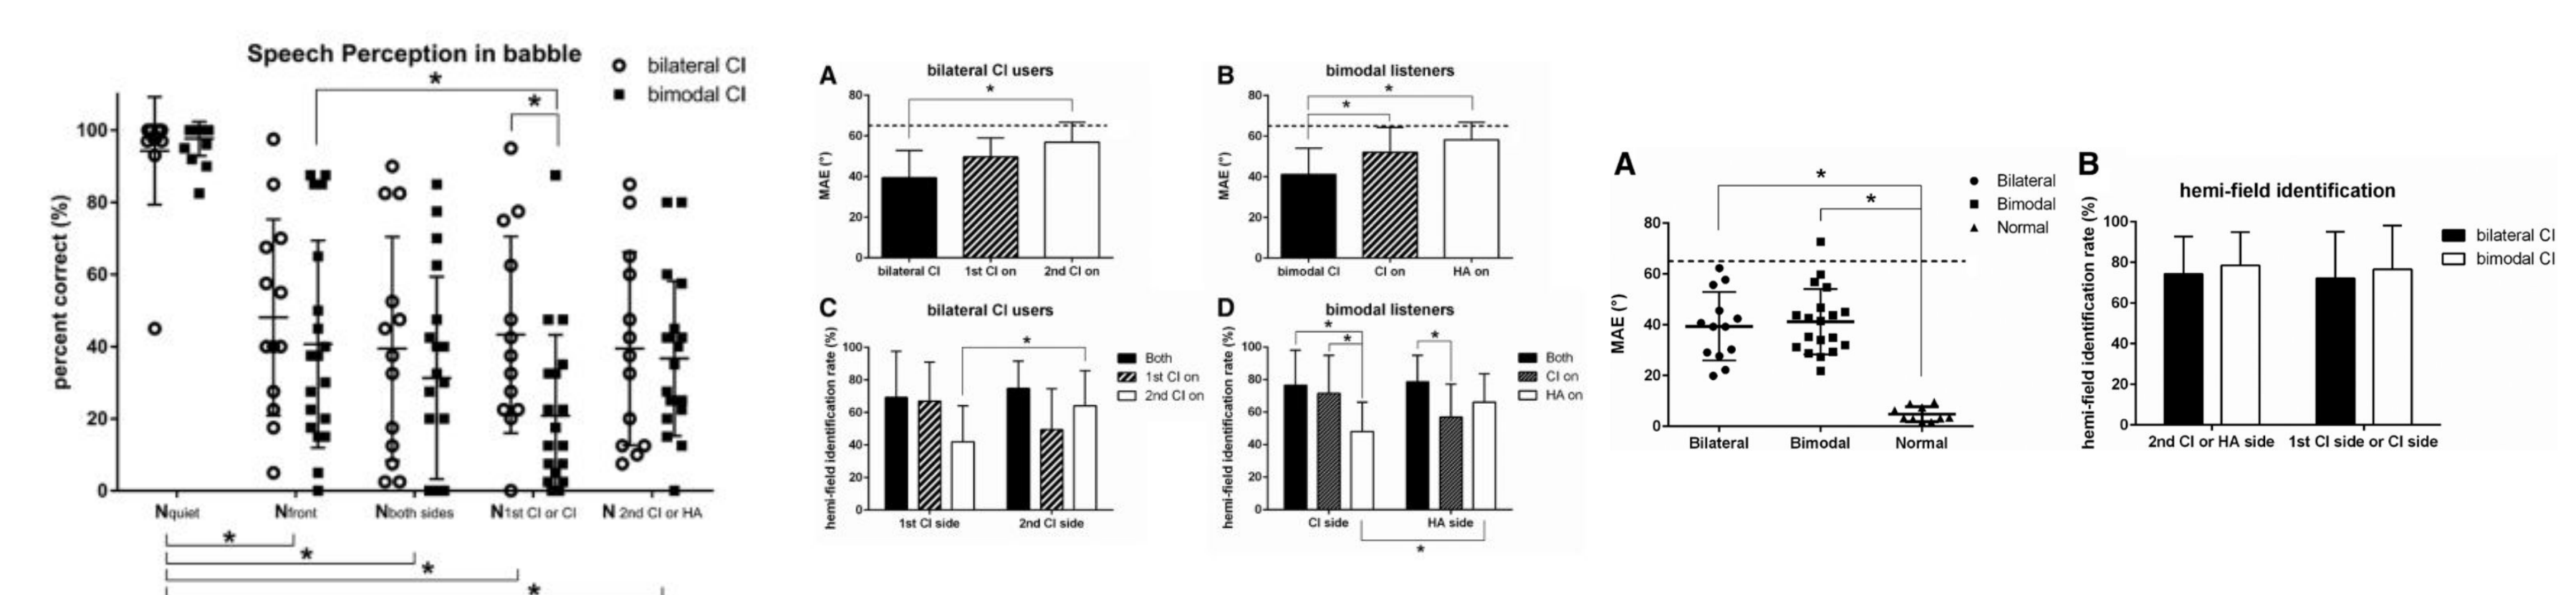 Speech Perception in babble
bilateral CI
bimodal CI
*
*
percent correct (%)
100
80
60
40
20
0
Nquiet
Nfront
Nboth sides
N1st CI or CI
N 2nd CI or HA
*
*
*
*
A
bilateral CI users
*
MAE (°)
80
60
40
20
0
bilateral CI
1st CI on
2nd CI on
B
bimodal listeners
*
*
MAE (°)
80
60
40
20
0
bimodal CI
CI on
HA on
C
bilateral CI users
*
hemi-field identification rate (%)
100
80
60
40
20
0
1st CI side
2nd CI side
Both
1st CI on
2nd CI on
D
bimodal listeners
*
*
*
hemi-field identification rate (%)
100
80
60
40
20
0
CI side
HA side
*
Both
CI on
HA on
A
*
*
Bilateral
Bimodal
Normal
MAE (°)
80
60
40
20
0
Bilateral
Bimodal
Normal
B
hemi-field identification
hemi-field identification rate (%)
100
80
60
40
20
0
2nd CI or HA side
1st CI side or CI side
bilateral CI
bimodal CI